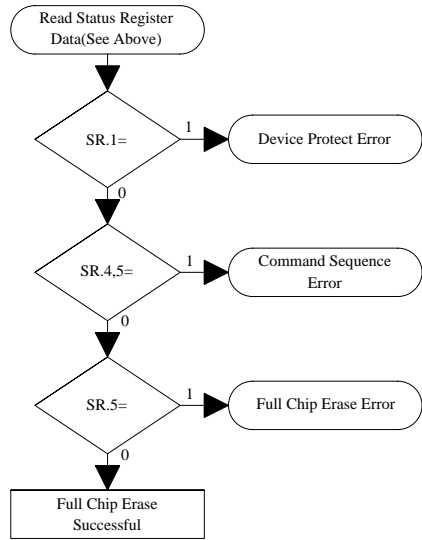 Read Status Register
Data(See Above)
SR.1=
1
Device Protect Error
0
SR.4,5=
1
Command Sequence
Error
0
SR.5=
1
Full Chip Erase Error
0
Full Chip Erase
Successful